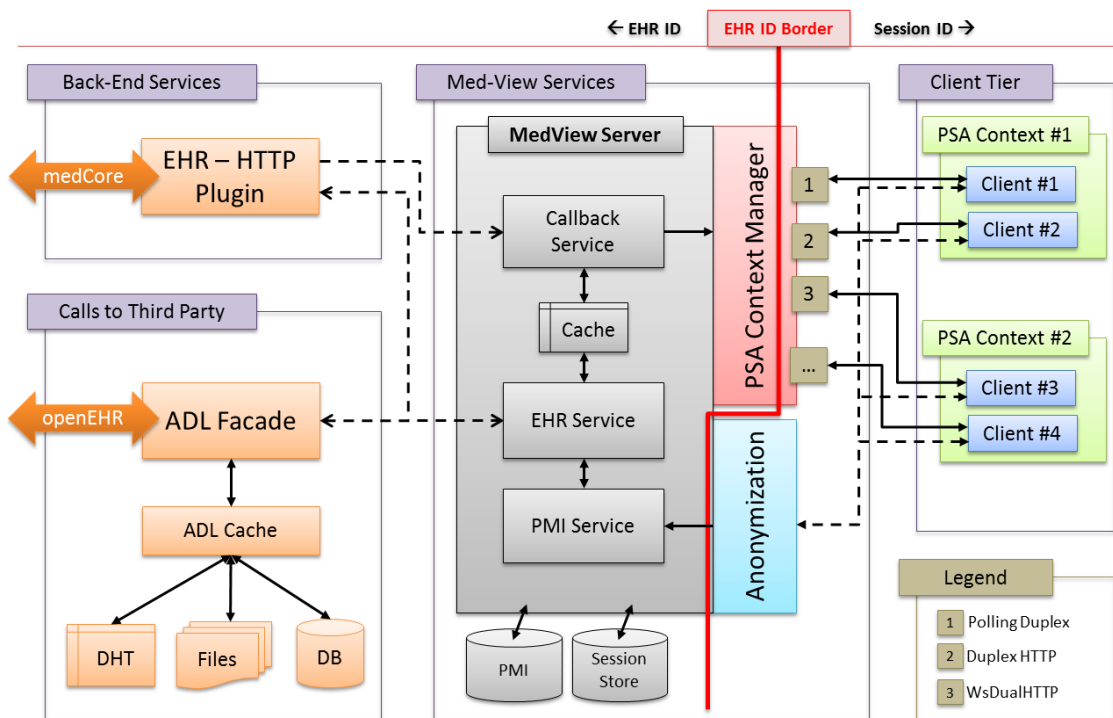 ← EHR ID
EHR ID Border
Session ID →
Back-End Services
medCore
EHR – HTTP
Plugin
Calls to Third Party
openEHR
ADL Facade
ADL Cache
DHT
Files
DB
Med-View Services
MedView Server
Callback
Service
Cache
EHR Service
PMI Service
PMI
Session
Store
PSA Context Manager
Anonymization
1
2
3
...
Client Tier
PSA Context #1
Client #1
Client #2
PSA Context #2
Client #3
Client #4
Legend
1 Polling Duplex
2 Duplex HTTP
3 WsDualHTTP